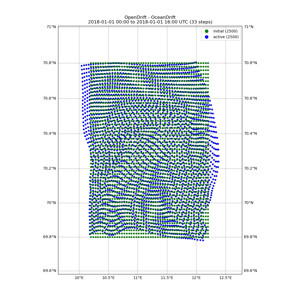 OpenDrift - OceanDrift
2018-01-01 00:00 to 2018-01-01 16:00 UTC (33 steps)
71°N 71°N
initial (2500)
active (2500)
70.8°N 70.8°N
70.6°N 70.6°N
70.4°N 70.4°N
70.2°N 70.2°N
70°N 70°N
69.8°N 69.8°N
69.6°N 69.6°N
10°E 10.5°E 11°E 11.5°E 12°E 12.5°E